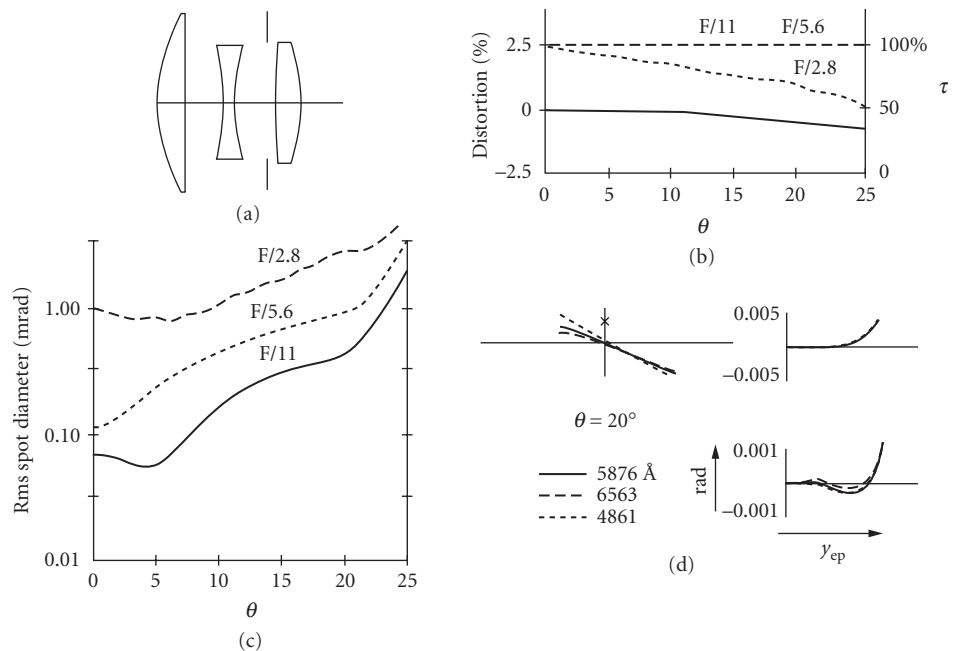 (a)
F/11 F/5.6
F/2.8
Distortion (%)
2.5
0
−2.5
100%
50
0
τ
0 5 10 15 20 25
θ
(b)
Rms spot diameter (mrad)
1.00
0.10
0.01
F/2.8
F/5.6
F/11
0 5 10 15 20 25
θ
(c)
0.005
−0.005
θ = 20°
5876 Å
6563
4861
rad
0.001
−0.001
yep
(d)